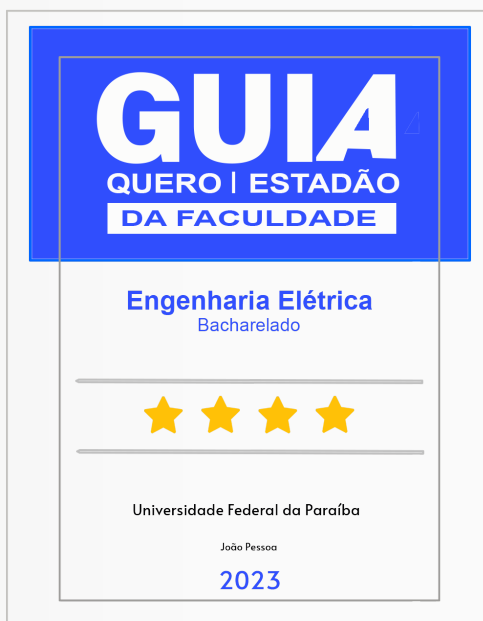 GUIA
QUERO | ESTADÃO
DA FACULDADE
Engenharia Elétrica
Bacharelado
Universidade Federal da Paraíba
João Pessoa
2023